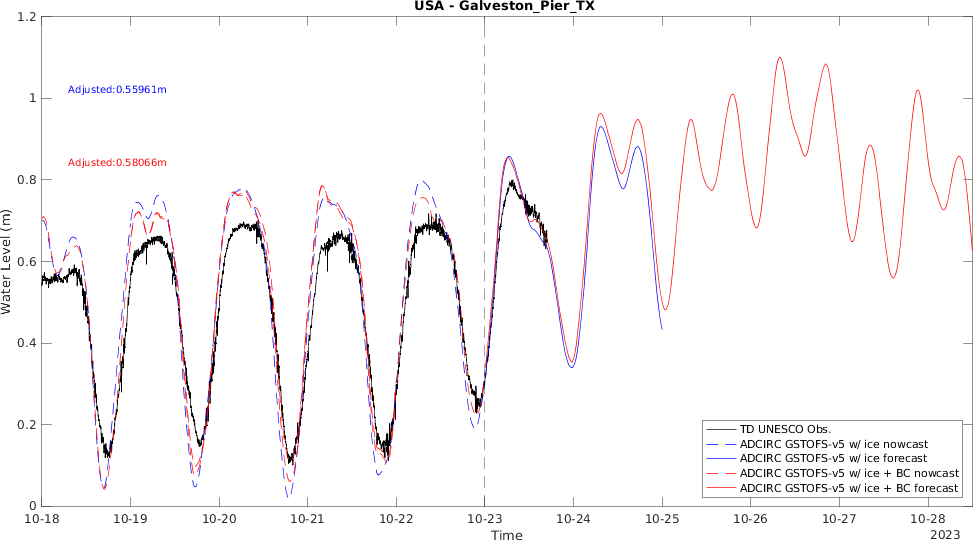 USA - Galveston_Pier_TX
1.2
1
0.8
0.6
0.4
0.2
0
Water Level (m)
Adjusted:0.55961m
Adjusted:0.58066m
TD UNESCO Obs.
ADCIRC GSTOFS-v5 w/ ice nowcast
ADCIRC GSTOFS-v5 w/ ice forecast
ADCIRC GSTOFS-v5 w/ ice + BC nowcast
ADCIRC GSTOFS-v5 w/ ice + BC forecast
10-18 10-19 10-20 10-21 10-22 10-23 10-24 10-25 10-26 10-27 10-28
2023
Time